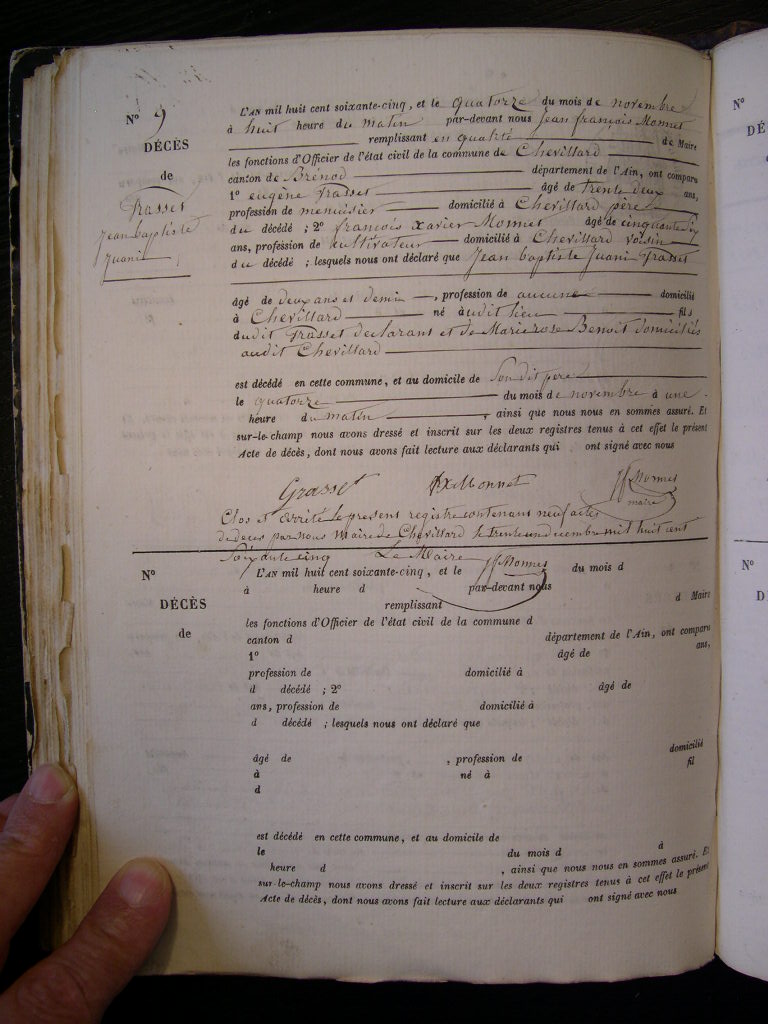 N° 9
DÉCÈS
de
Grasset
Jean baptiste
Juani
L'AN mil huit cent soixante-cinq, et le quatorze du mois de novembre
à huit heure du matin par-devant nous Jean françois Monnet
remplissant en qualité de Maire
les fonctions d'Officier de l'état civil de la commune de Chevillard
canton de Brénod département de l'Ain, ont comparu
1° eugène Grasset âgé de trente deux ans,
profession de menuisier domicilié à Chevillard père
du décédé ; 2° françois xavier Monnet âgé de cinquante
ans, profession de cultivateur domicilié à Chevillard voisin
du décédé ; lesquels nous ont déclaré que Jean baptiste Juani Grasset
âgé de deux ans et demi , profession de aucune domicilié
à Chevillard né audit lieu fils
dudit Grasset declarans et de Marie rose Benoit domiciliés
audit Chevillard
est décédé en cette commune, et au domicile de Son dit pere
le quatorze du mois de novembre à une
heure du matin , ainsi que nous nous en sommes assuré. Et
sur-le-champ nous avons dressé et inscrit sur les deux registres tenus à cet effet le présent
Acte de décès, dont nous avons fait lecture aux déclarants qui ont signé avec nous
Grasset fx Monnet jf Monnet
maire
Clos et Arrêté le present registre contenans neuf actes
de deces par nous Maire de Chevillard le trente un decembre mil huit cent
Soixante cinq Le Maire jf Monnet
N°
DÉCÈS
de
L'AN mil huit cent soixante-cinq, et le du mois d
à heure d par-devant nous
remplissant d Maire
les fonctions d'Officier de l'état civil de la commune d
canton d département de l'Ain, ont comparu
1° âgé de ans,
profession de domicilié à
d décédé ; 2° âgé de
ans, profession de domicilié à
d décédé ; lesquels nous ont déclaré que
âgé de , profession de domicilié
à né à fil
d
est décédé en cette commune, et au domicile de
le du mois d à
heure d , ainsi que nous nous en sommes assuré. Et
sur-le-champ nous avons dressé et inscrit sur les deux registres tenus à cet effet le présent
Acte de décès, dont nous avons fait lecture aux déclarants qui ont signé avec nous
N°
DÉ
N°
D